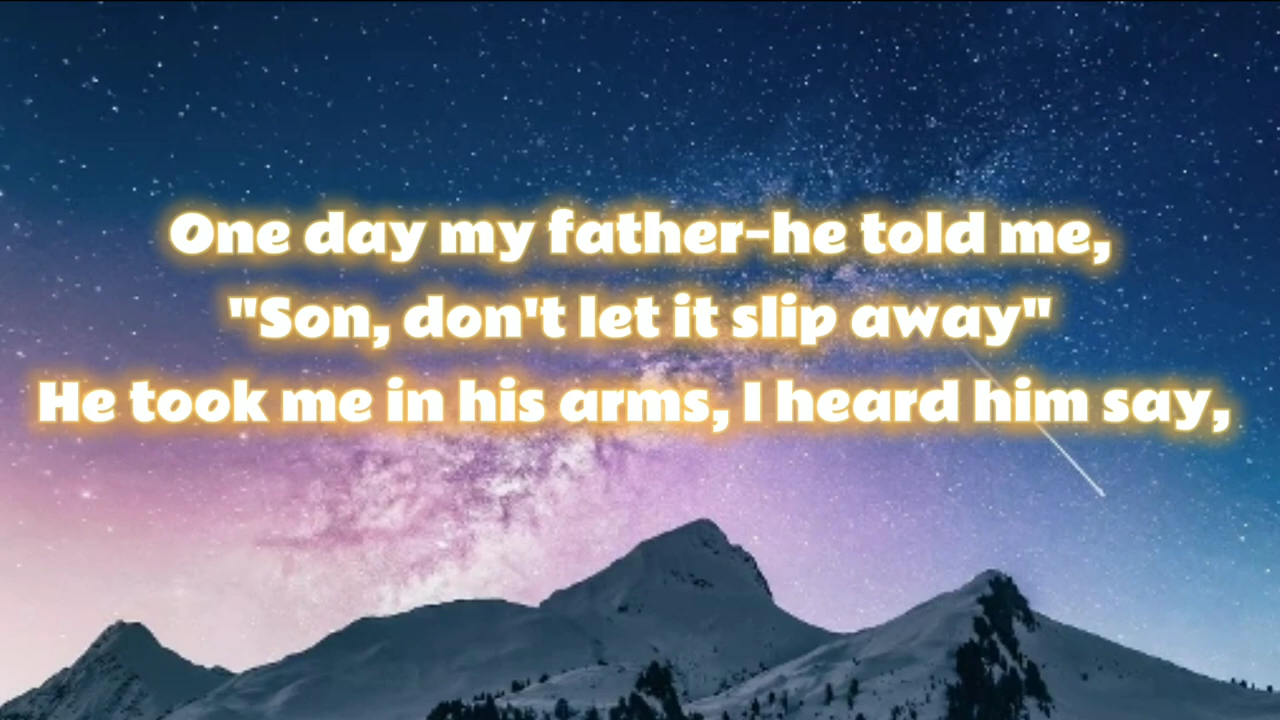 One day my father-he told me,
"Son, don't let it slip away"
He took me in his arms, I heard him say,